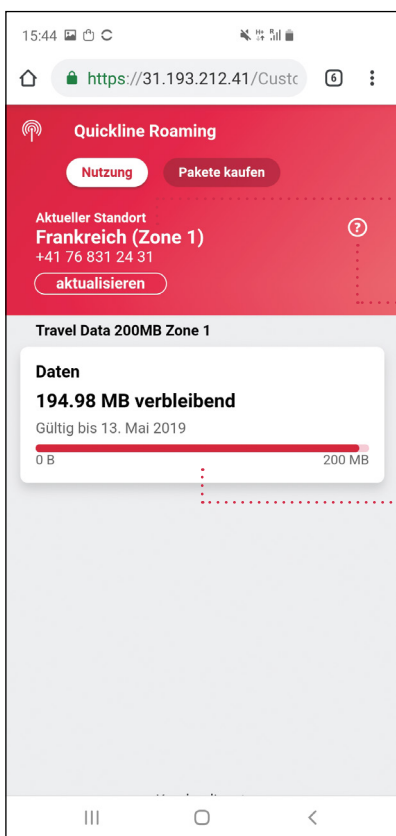 15:44
https://31.193.212.41/Custc
6
Quickline Roaming
Nutzung
Pakete kaufen
Aktueller Standort
Frankreich (Zone 1)
?
+41 76 831 24 31
aktualisieren
Travel Data 200MB Zone 1
Daten
194.98 MB verbleibend
Gültig bis 13. Mai 2019
0 B
200 MB